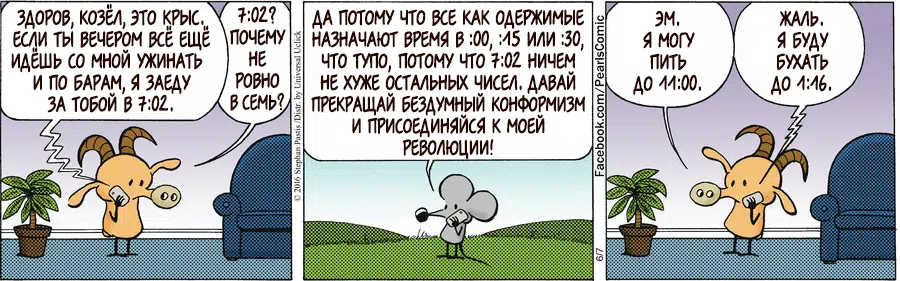 ЗДОРОВ, КОЗЁЛ, ЭТО КРЫС.
ЕСЛИ ТЫ ВЕЧЕРОМ ВСЁ ЕЩЁ
ИДЁШЬ СО МНОЙ УЖИНАТЬ
И ПО БАРАМ, Я ЗАЕДУ
ЗА ТОБОЙ В 7:02.
7:02?
ПОЧЕМУ
НЕ
РОВНО
В СЕМЬ?
© 2016 Stephan Pastis/Distr. by Universal Uclick
ДА ПОТОМУ ЧТО ВСЕ КАК ОДЕРЖИМЫЕ
НАЗНАЧАЮТ ВРЕМЯ В :00, :15 ИЛИ :30,
ЧТО ТУПО, ПОТОМУ ЧТО 7:02 НИЧЕМ
НЕ ХУЖЕ ОСТАЛЬНЫХ ЧИСЕЛ. ДАВАЙ
ПРЕКРАЩАЙ БЕЗДУМНЫЙ КОНФОРМИЗМ
И ПРИСОЕДИНЯЙСЯ К МОЕЙ
РЕВОЛЮЦИИ!
Facebook.com/PearlsComic
6/7
ЭМ.
Я МОГУ
ПИТЬ
ДО 11:00.
ЖАЛЬ.
Я БУДУ
БУХАТЬ
ДО 1:16.